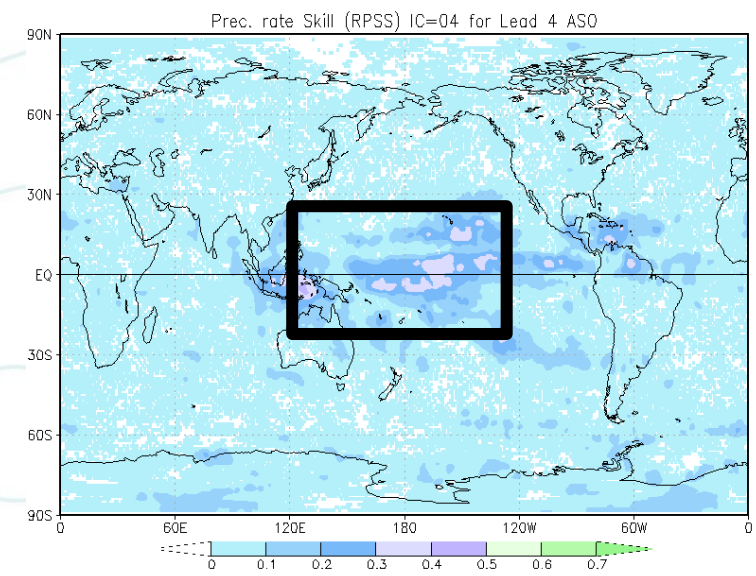 Prec. rate Skill (RPSS) IC=04 for Lead 4 ASO
90N
60N
30N
EQ
30S
60S
90S
0 60E 120E 180 120W 60W 0
0 0.1 0.2 0.3 0.4 0.5 0.6 0.7